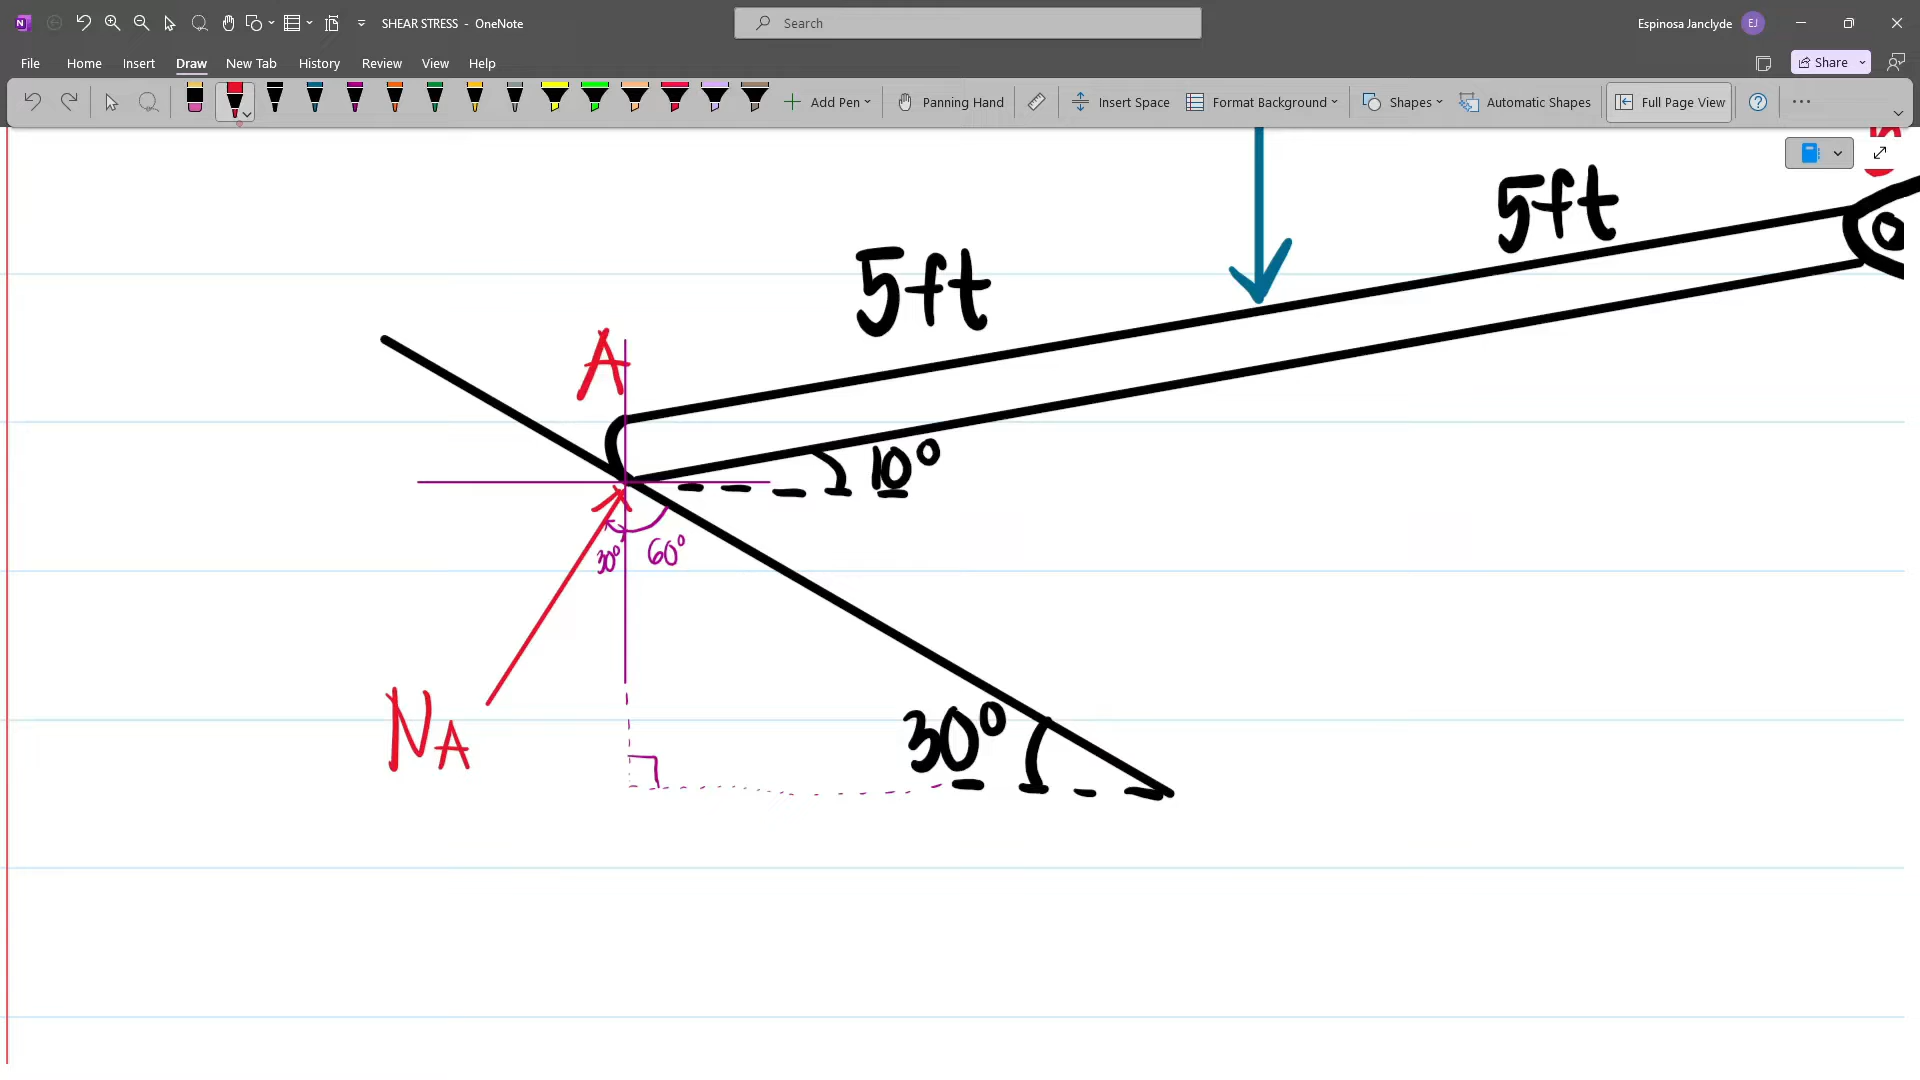 SHEAR STRESS - OneNote
Search
Espinosa Janclyde
EJ
File Home Insert Draw New Tab History Review View Help
Share
Add Pen
Panning Hand
Insert Space
Format Background
Shapes
Automatic Shapes
Full Page View
5ft
5ft
A
10°
30°
60°
NA
30°